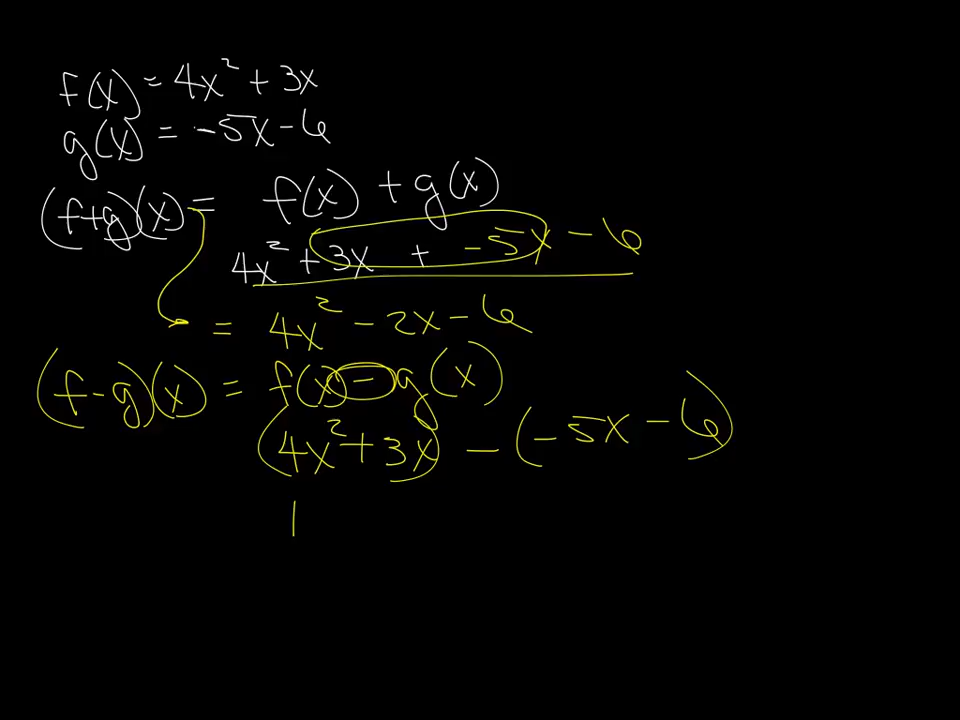 f(x) = 4x² + 3x
g(x) = -5x - 6
(f+g)(x) = f(x) + g(x)
4x² + 3x + -5x - 6
= 4x² - 2x - 6
(f-g)(x) = f(x) - g(x)
(4x² + 3x) - (-5x - 6)